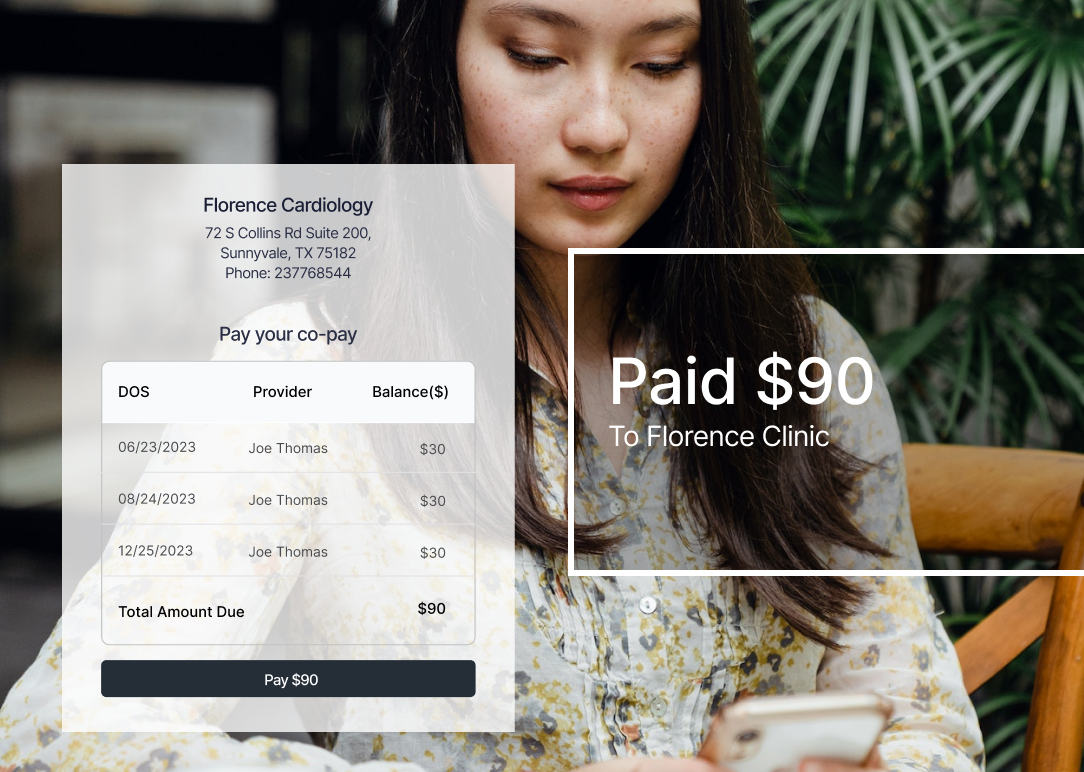 Florence Cardiology
72 S Collins Rd Suite 200,
Sunnyvale, TX 75182
Phone: 237768544
Pay your co-pay
DOS Provider Balance($)
06/23/2023 Joe Thomas $30
08/24/2023 Joe Thomas $30
12/25/2023 Joe Thomas $30
Total Amount Due $90
Pay $90
Paid $90
To Florence Clinic